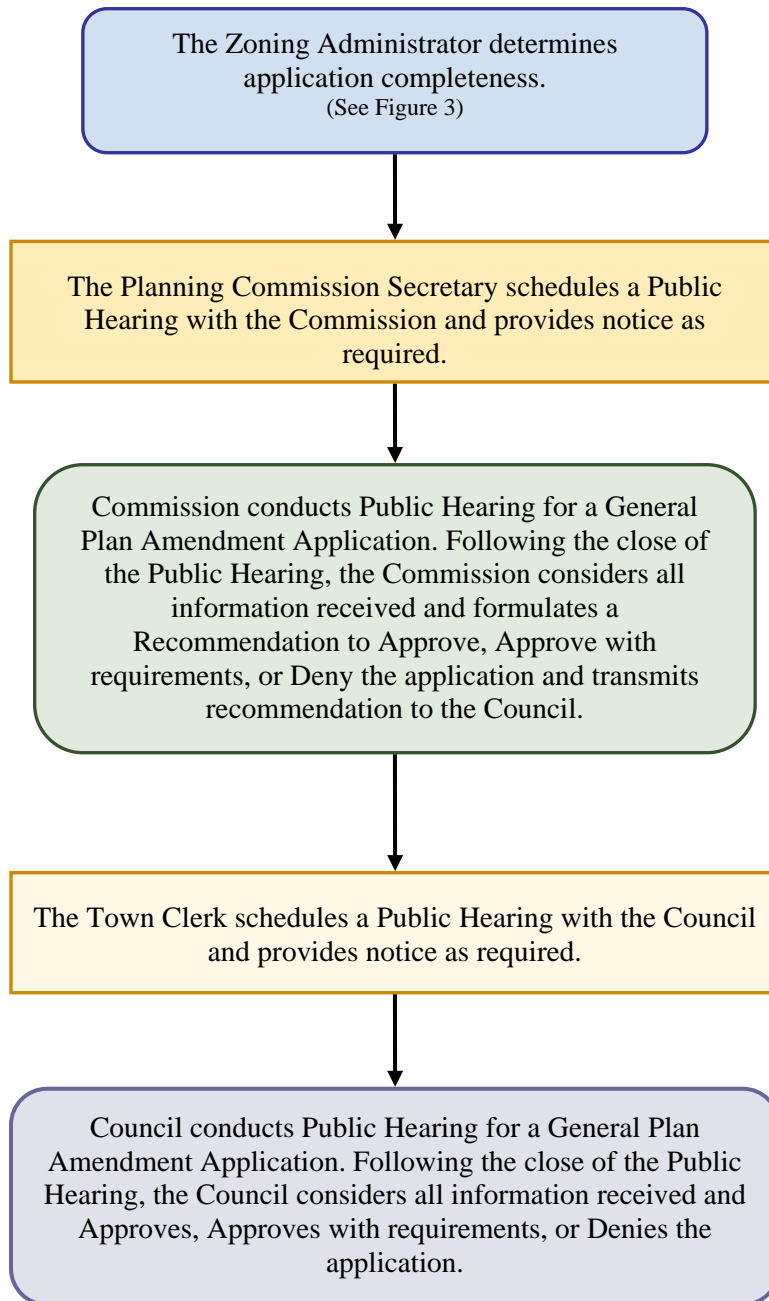 The Zoning Administrator determines
application completeness.
(See Figure 3)
The Planning Commission Secretary schedules a Public
Hearing with the Commission and provides notice as
required.
Commission conducts Public Hearing for a General
Plan Amendment Application. Following the close of
the Public Hearing, the Commission considers all
information received and formulates a
Recommendation to Approve, Approve with
requirements, or Deny the application and transmits
recommendation to the Council.
The Town Clerk schedules a Public Hearing with the Council
and provides notice as required.
Council conducts Public Hearing for a General Plan
Amendment Application. Following the close of the Public
Hearing, the Council considers all information received and
Approves, Approves with requirements, or Denies the
application.